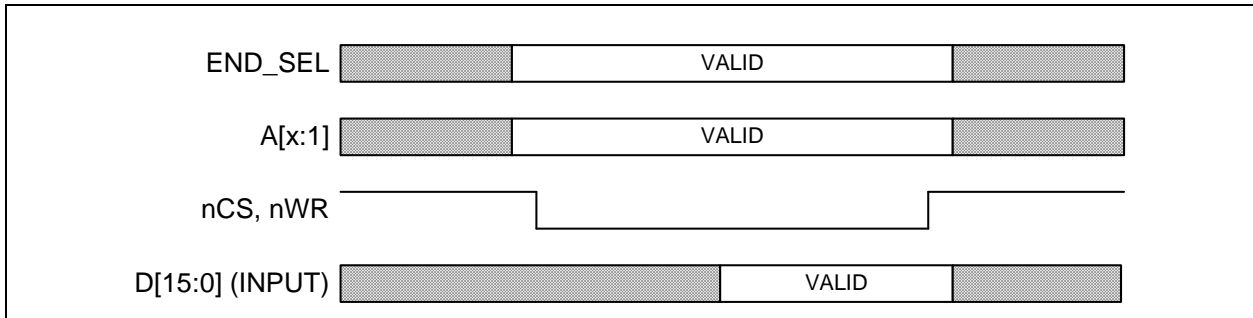 END_SEL VALID
A[x:1] VALID
nCS, nWR
D[15:0] (INPUT) VALID